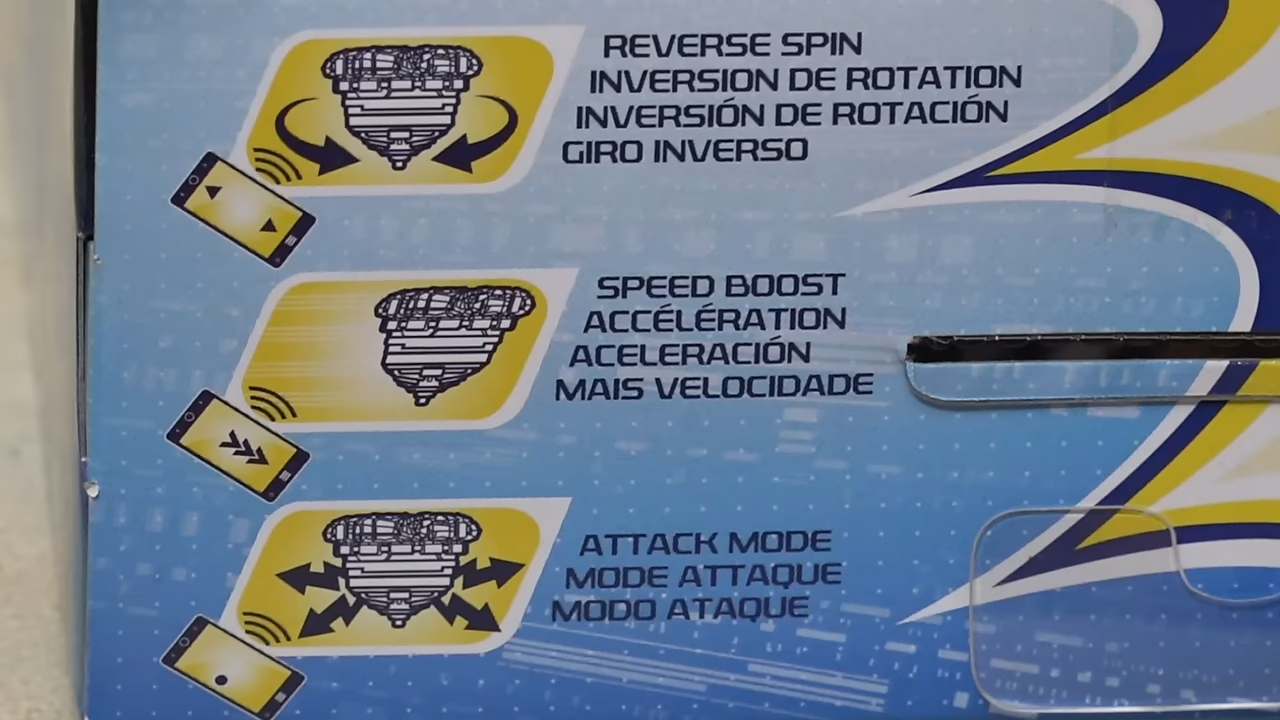 REVERSE SPIN
INVERSION DE ROTATION
INVERSIÓN DE ROTACIÓN
GIRO INVERSO
SPEED BOOST
ACCÉLÉRATION
ACELERACIÓN
MAIS VELOCIDADE
ATTACK MODE
MODE ATTAQUE
MODO ATAQUE